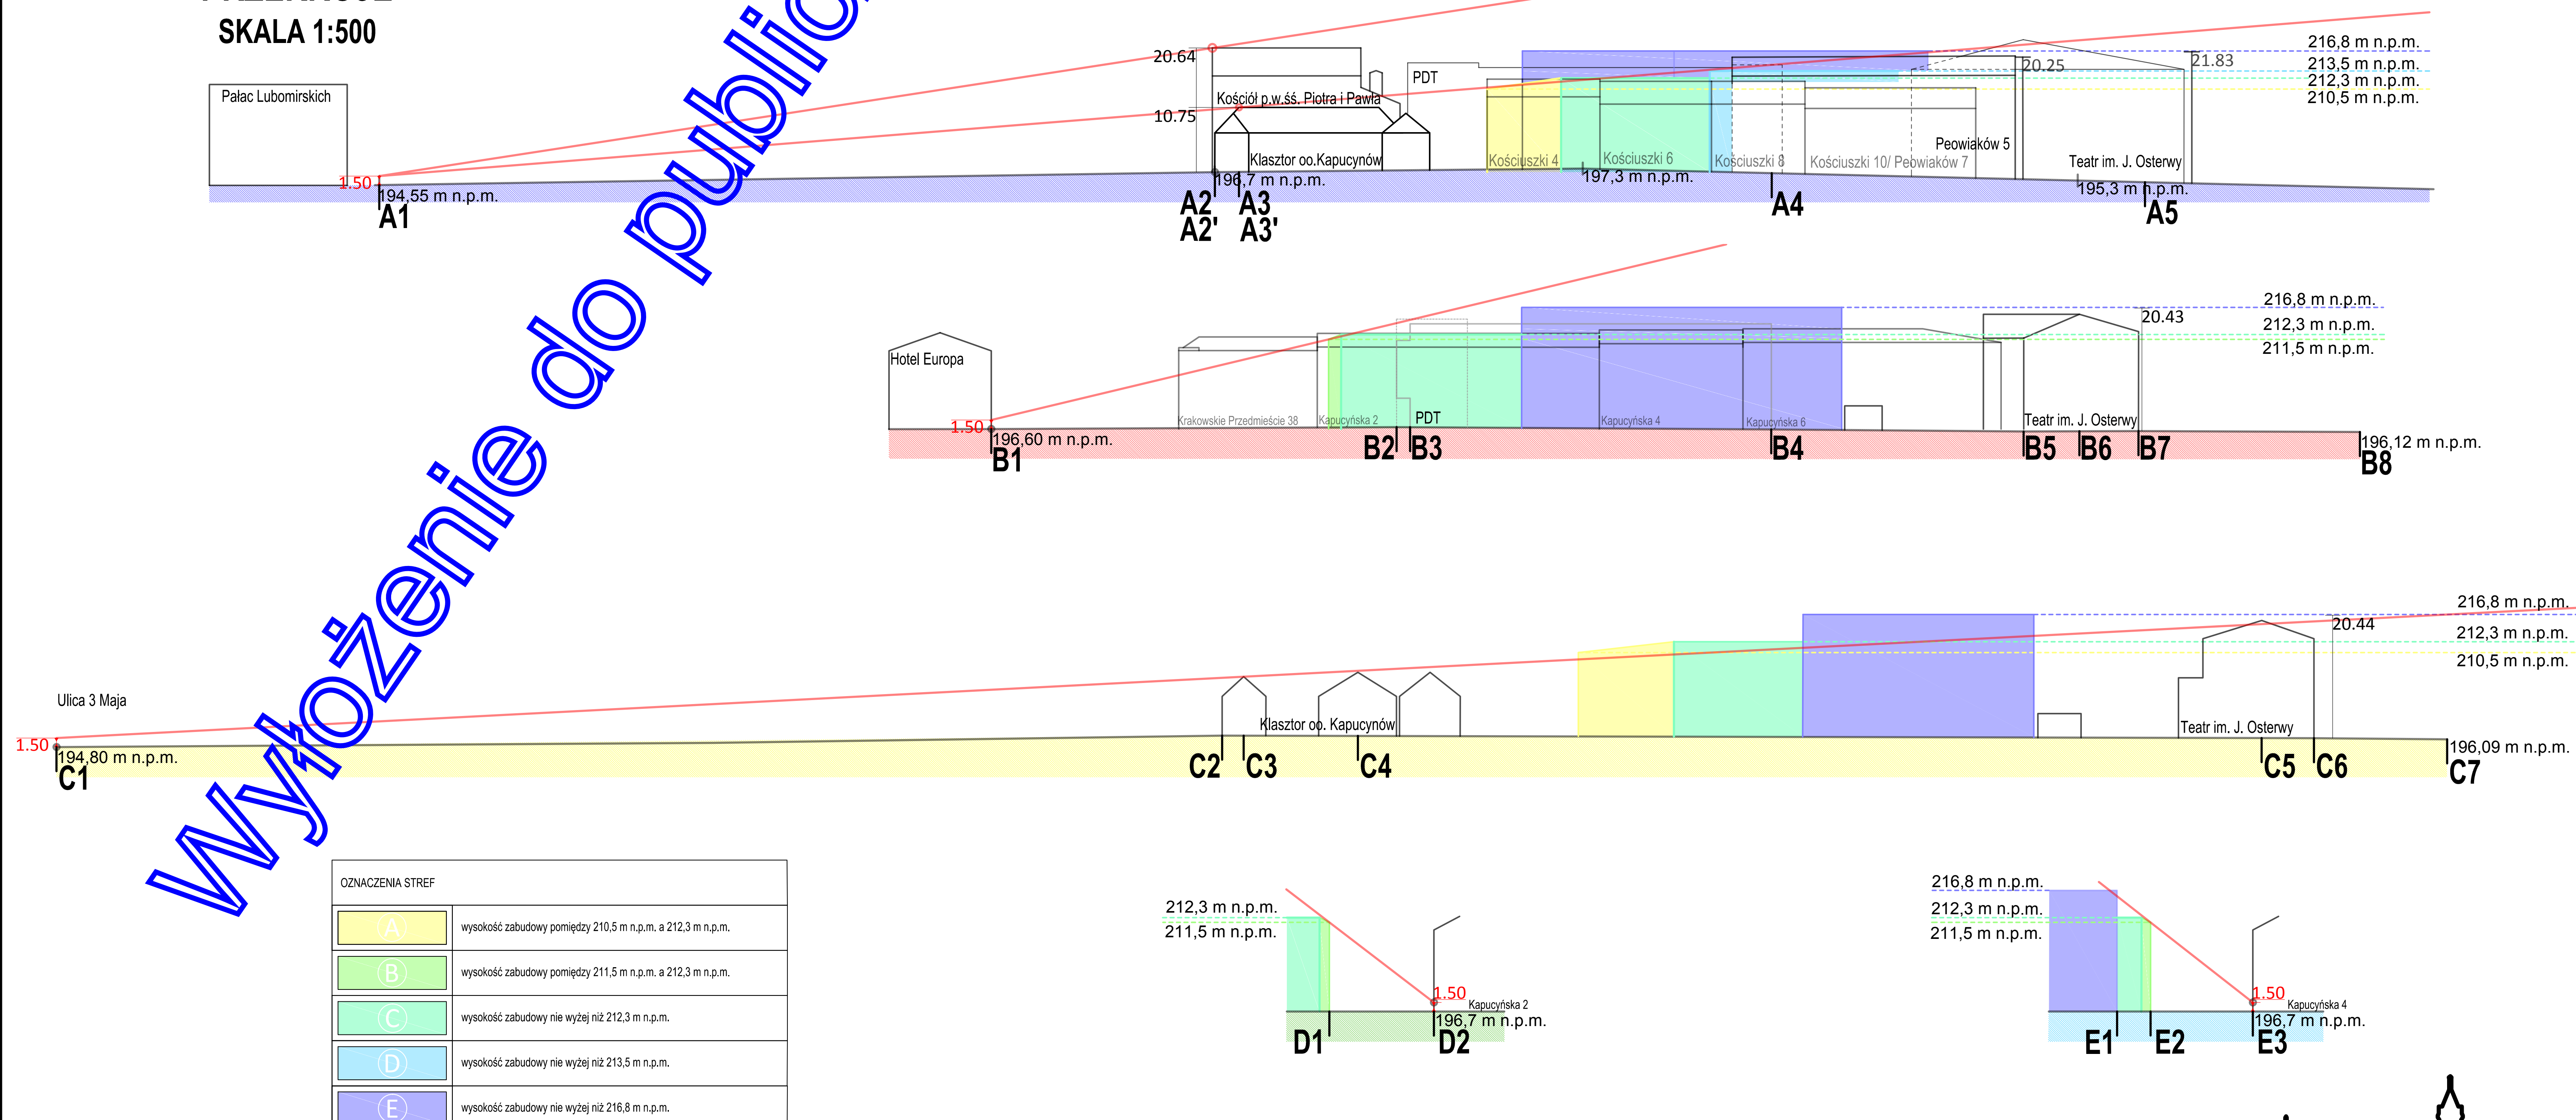 SKALA 1:500
Wyłożenie do public
Pałac Lubomirskich
1.50
194,55 m n.p.m.
A1
20.64
10.75
Kościół p.w.śś. Piotra i Pawła
Klasztor oo.Kapucynów
196,7 m n.p.m.
A2
A2'
A3
A3'
PDT
Kościuszki 4
Kościuszki 6
197,3 m n.p.m.
Kościuszki 8
A4
Kościuszki 10/ Peowiaków 7
Peowiaków 5
20.25
Teatr im. J. Osterwy
195,3 m n.p.m.
A5
21.83
216,8 m n.p.m.
213,5 m n.p.m.
212,3 m n.p.m.
210,5 m n.p.m.
Hotel Europa
1.50
196,60 m n.p.m.
B1
Krakowskie Przedmieście 38
Kapucyńska 2
PDT
B2
B3
Kapucyńska 4
Kapucyńska 6
B4
Teatr im. J. Osterwy
B5
B6
B7
20.43
216,8 m n.p.m.
212,3 m n.p.m.
211,5 m n.p.m.
196,12 m n.p.m.
B8
Ulica 3 Maja
1.50
194,80 m n.p.m.
C1
Klasztor oo. Kapucynów
C2
C3
C4
Teatr im. J. Osterwy
C5
C6
20.44
216,8 m n.p.m.
212,3 m n.p.m.
210,5 m n.p.m.
196,09 m n.p.m.
C7
OZNACZENIA STREF
A wysokość zabudowy pomiędzy 210,5 m n.p.m. a 212,3 m n.p.m.
B wysokość zabudowy pomiędzy 211,5 m n.p.m. a 212,3 m n.p.m.
C wysokość zabudowy nie wyżej niż 212,3 m n.p.m.
D wysokość zabudowy nie wyżej niż 213,5 m n.p.m.
E wysokość zabudowy nie wyżej niż 216,8 m n.p.m.
212,3 m n.p.m.
211,5 m n.p.m.
1.50
Kapucyńska 2
196,7 m n.p.m.
D1
D2
216,8 m n.p.m.
212,3 m n.p.m.
211,5 m n.p.m.
1.50
Kapucyńska 4
196,7 m n.p.m.
E1
E2
E3